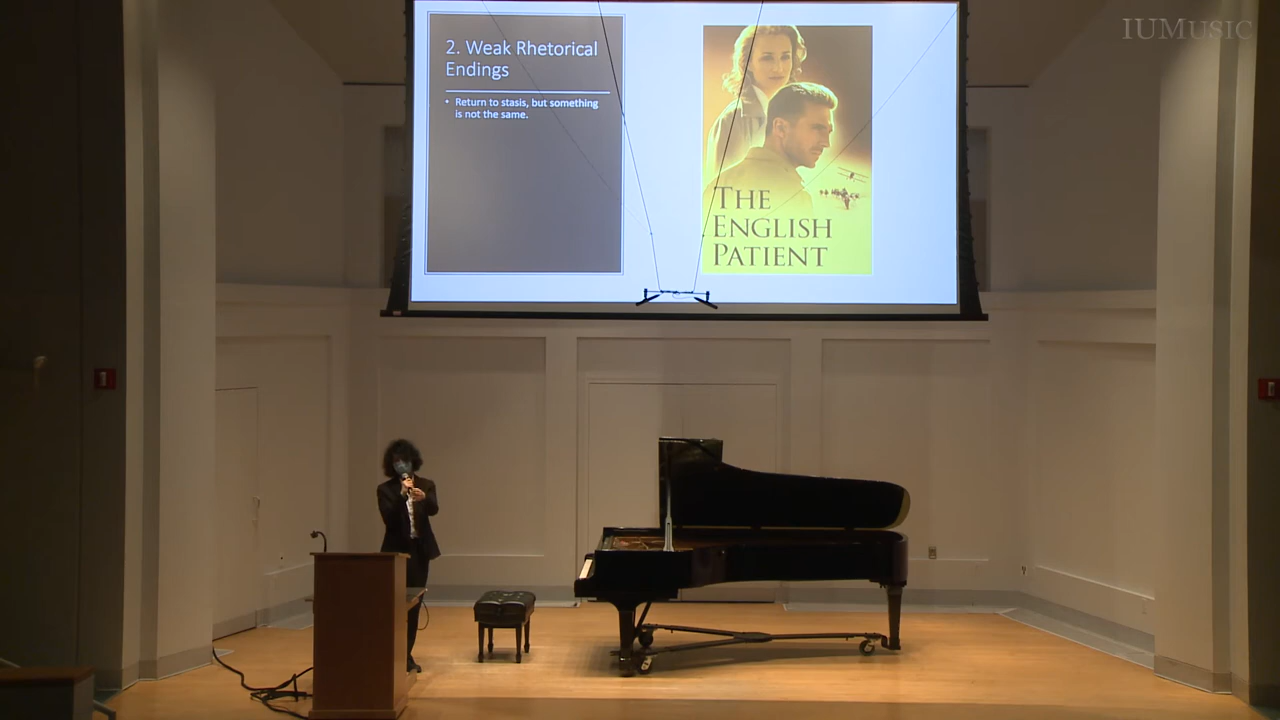 2. Weak Rhetorical
Endings
• Return to stasis, but something
is not the same.
THE
ENGLISH
PATIENT
IUMUSIC